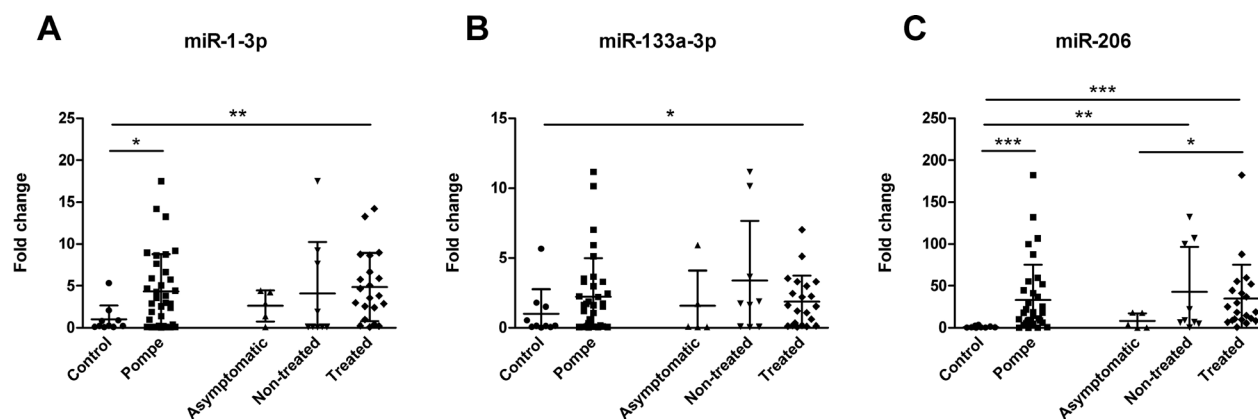 A
miR-1-3p
Fold change
25
20
15
10
5
0
**
*
Control
Pompe
Asymptomatic
Non-treated
Treated
B
miR-133a-3p
Fold change
15
10
5
0
*
Control
Pompe
Asymptomatic
Non-treated
Treated
C
miR-206
Fold change
250
200
150
100
50
0
***
**
***
*
Control
Pompe
Asymptomatic
Non-treated
Treated